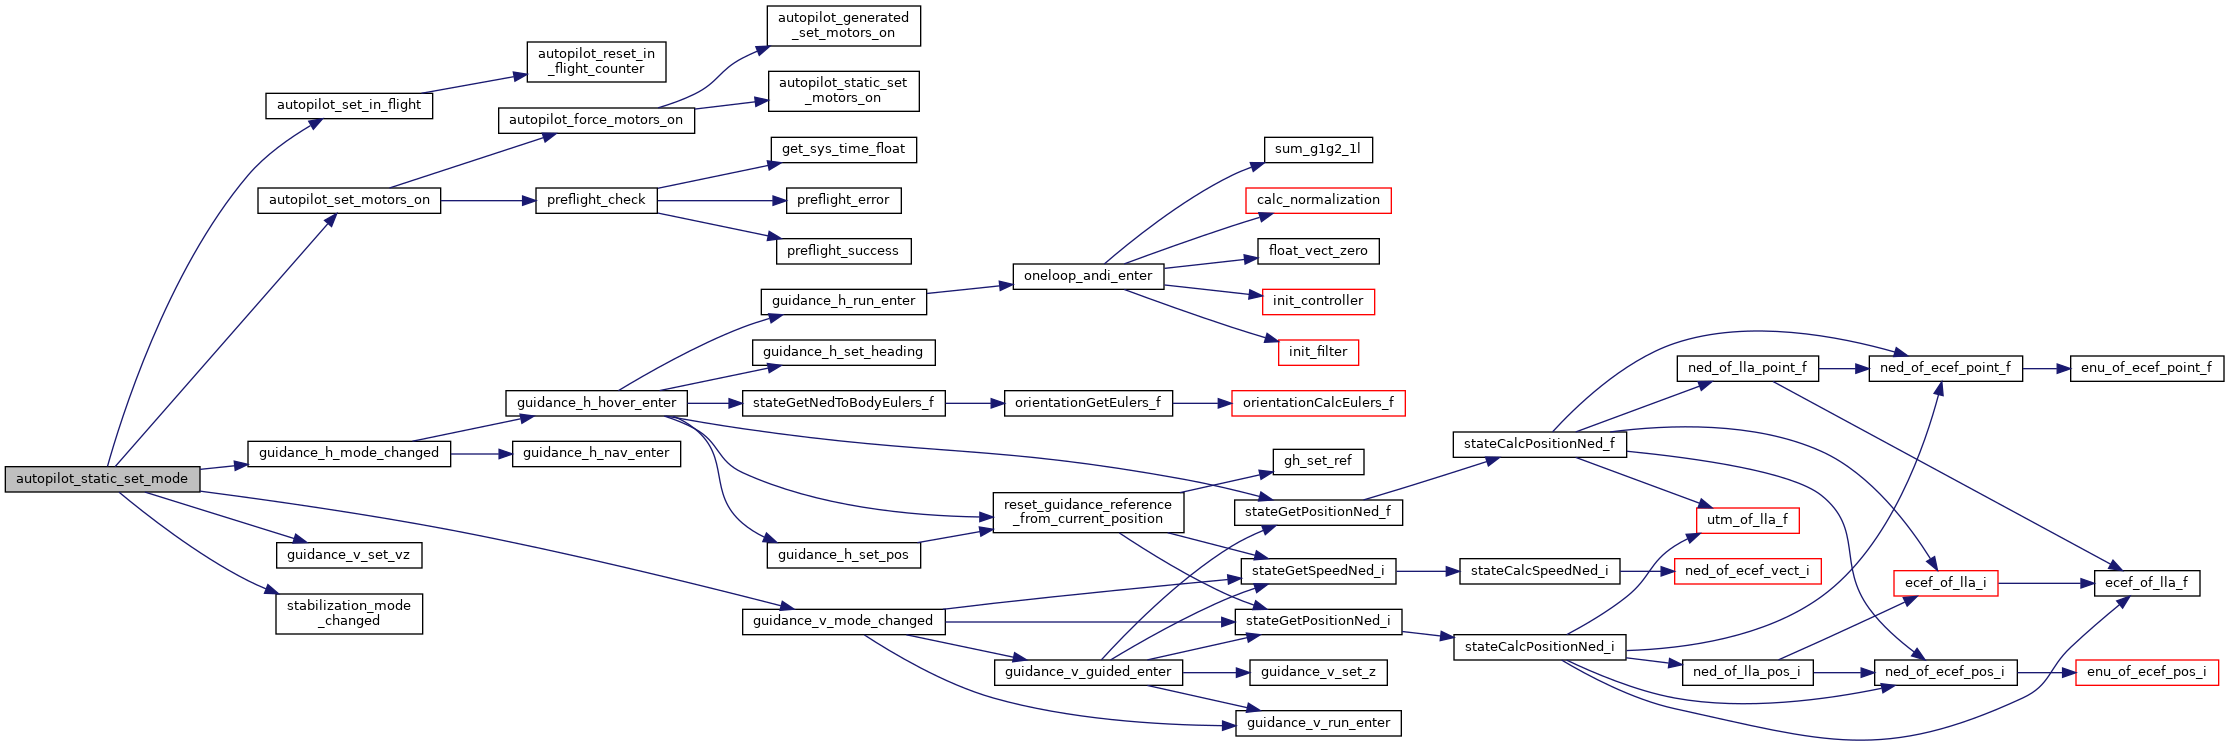 autopilot_static_set_mode
autopilot_set_in_flight
autopilot_reset_in
_flight_counter
autopilot_set_motors_on
autopilot_force_motors_on
autopilot_generated
_set_motors_on
autopilot_static_set
_motors_on
preflight_check
get_sys_time_float
preflight_error
preflight_success
guidance_h_mode_changed
guidance_h_hover_enter
guidance_h_run_enter
oneloop_andi_enter
sum_g1g2_1l
calc_normalization
float_vect_zero
init_controller
init_filter
guidance_h_set_heading
stateGetNedToBodyEulers_f
orientationGetEulers_f
orientationCalcEulers_f
guidance_h_nav_enter
reset_guidance_reference
_from_current_position
gh_set_ref
stateGetPositionNed_f
guidance_h_set_pos
stateGetSpeedNed_i
stateGetPositionNed_i
stateCalcPositionNed_f
ned_of_lla_point_f
ned_of_ecef_point_f
enu_of_ecef_point_f
utm_of_lla_f
stateCalcSpeedNed_i
ned_of_ecef_vect_i
ecef_of_lla_i
ecef_of_lla_f
stateCalcPositionNed_i
ned_of_lla_pos_i
ned_of_ecef_pos_i
enu_of_ecef_pos_i
guidance_v_set_vz
stabilization_mode
_changed
guidance_v_mode_changed
guidance_v_guided_enter
guidance_v_set_z
guidance_v_run_enter